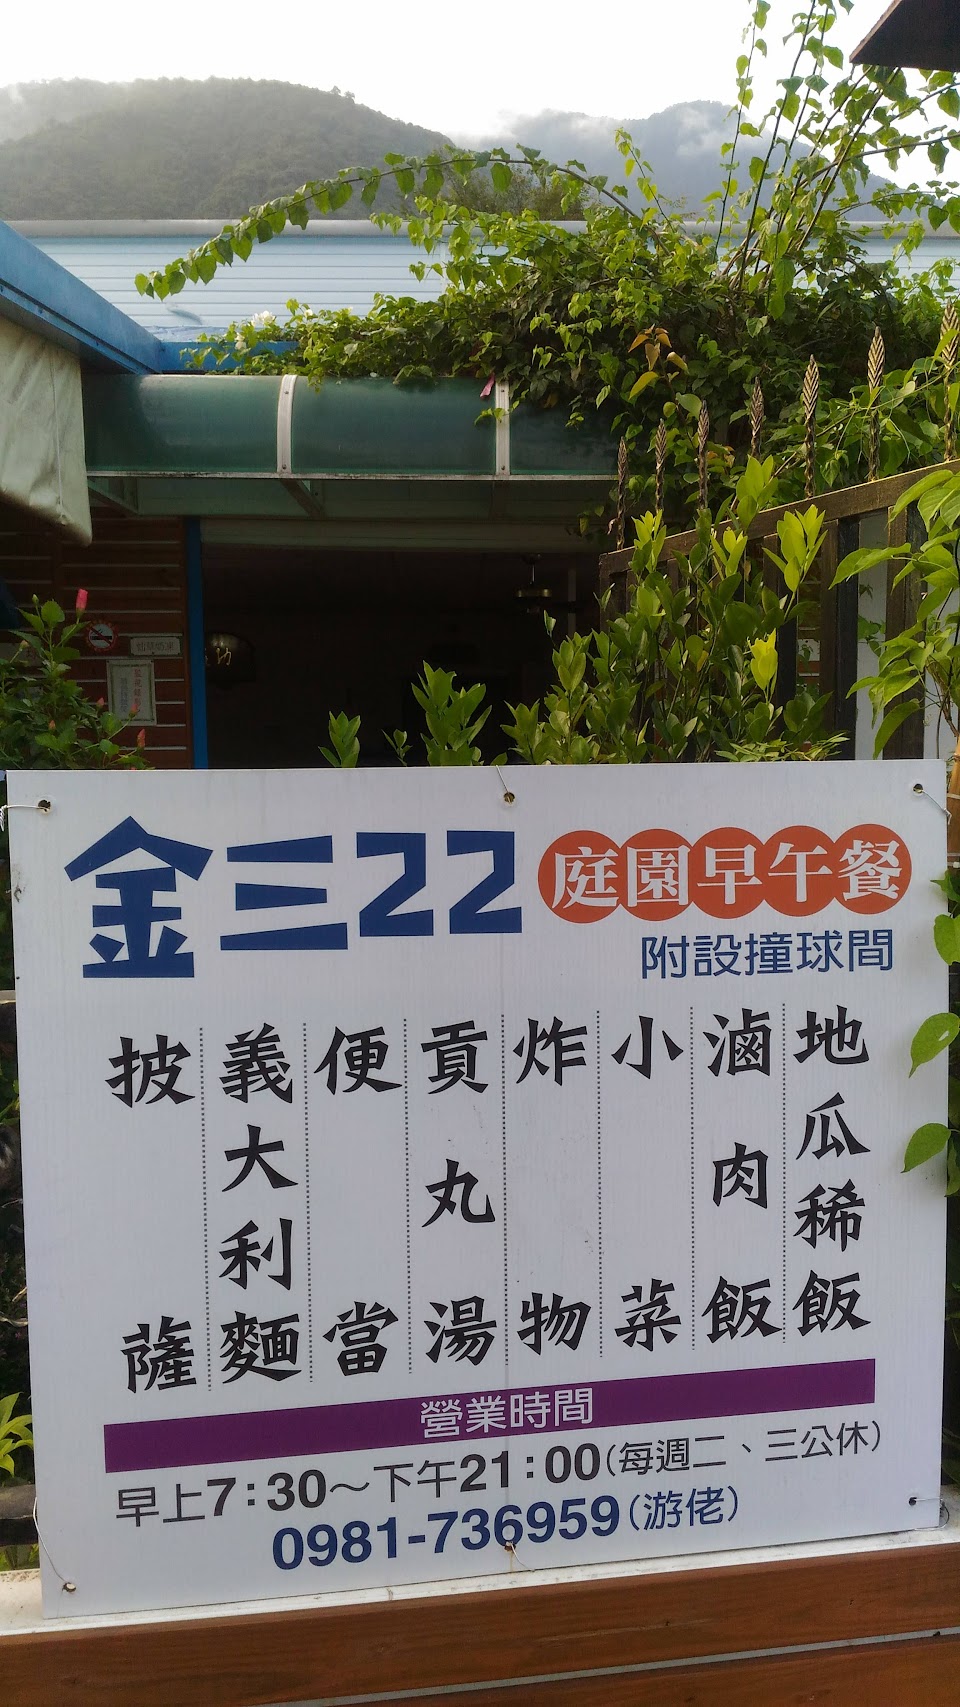 金三22 庭園早午餐
附設撞球間
地瓜稀飯
滷肉飯
小菜
炸物
貢丸湯
便當
義大利麵
披薩
營業時間
早上7:30~下午21:00(每週二、三公休)
0981-736959(游佬)